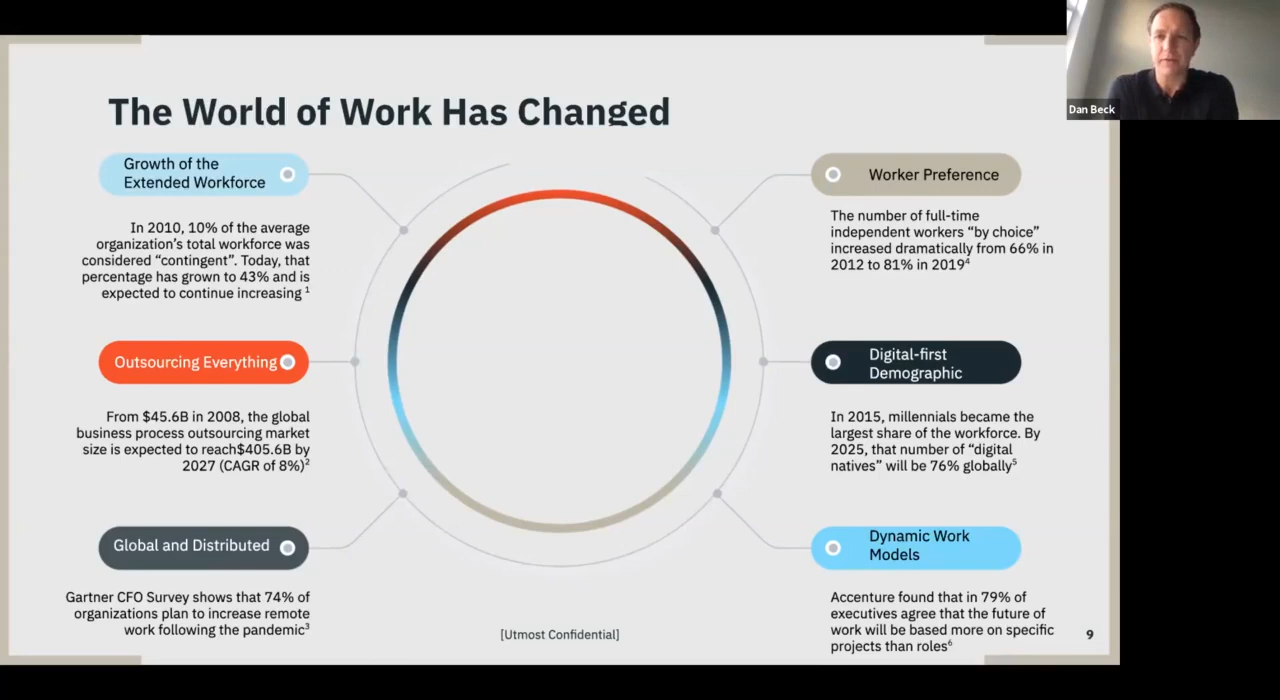 The World of Work Has Changed
Growth of the
Extended Workforce
In 2010, 10% of the average
organization’s total workforce was
considered “contingent”. Today, that
percentage has grown to 43% and is
expected to continue increasing ¹
Outsourcing Everything
From $45.6B in 2008, the global
business process outsourcing market
size is expected to reach$405.6B by
2027 (CAGR of 8%)²
Global and Distributed
Gartner CFO Survey shows that 74% of
organizations plan to increase remote
work following the pandemic³
Worker Preference
The number of full-time
independent workers “by choice”
increased dramatically from 66% in
2012 to 81% in 2019⁴
Digital-first
Demographic
In 2015, millennials became the
largest share of the workforce. By
2025, that number of “digital
natives” will be 76% globally⁵
Dynamic Work
Models
Accenture found that in 79% of
executives agree that the future of
work will be based more on specific
projects than roles⁶
[Utmost Confidential]
9
Dan Beck